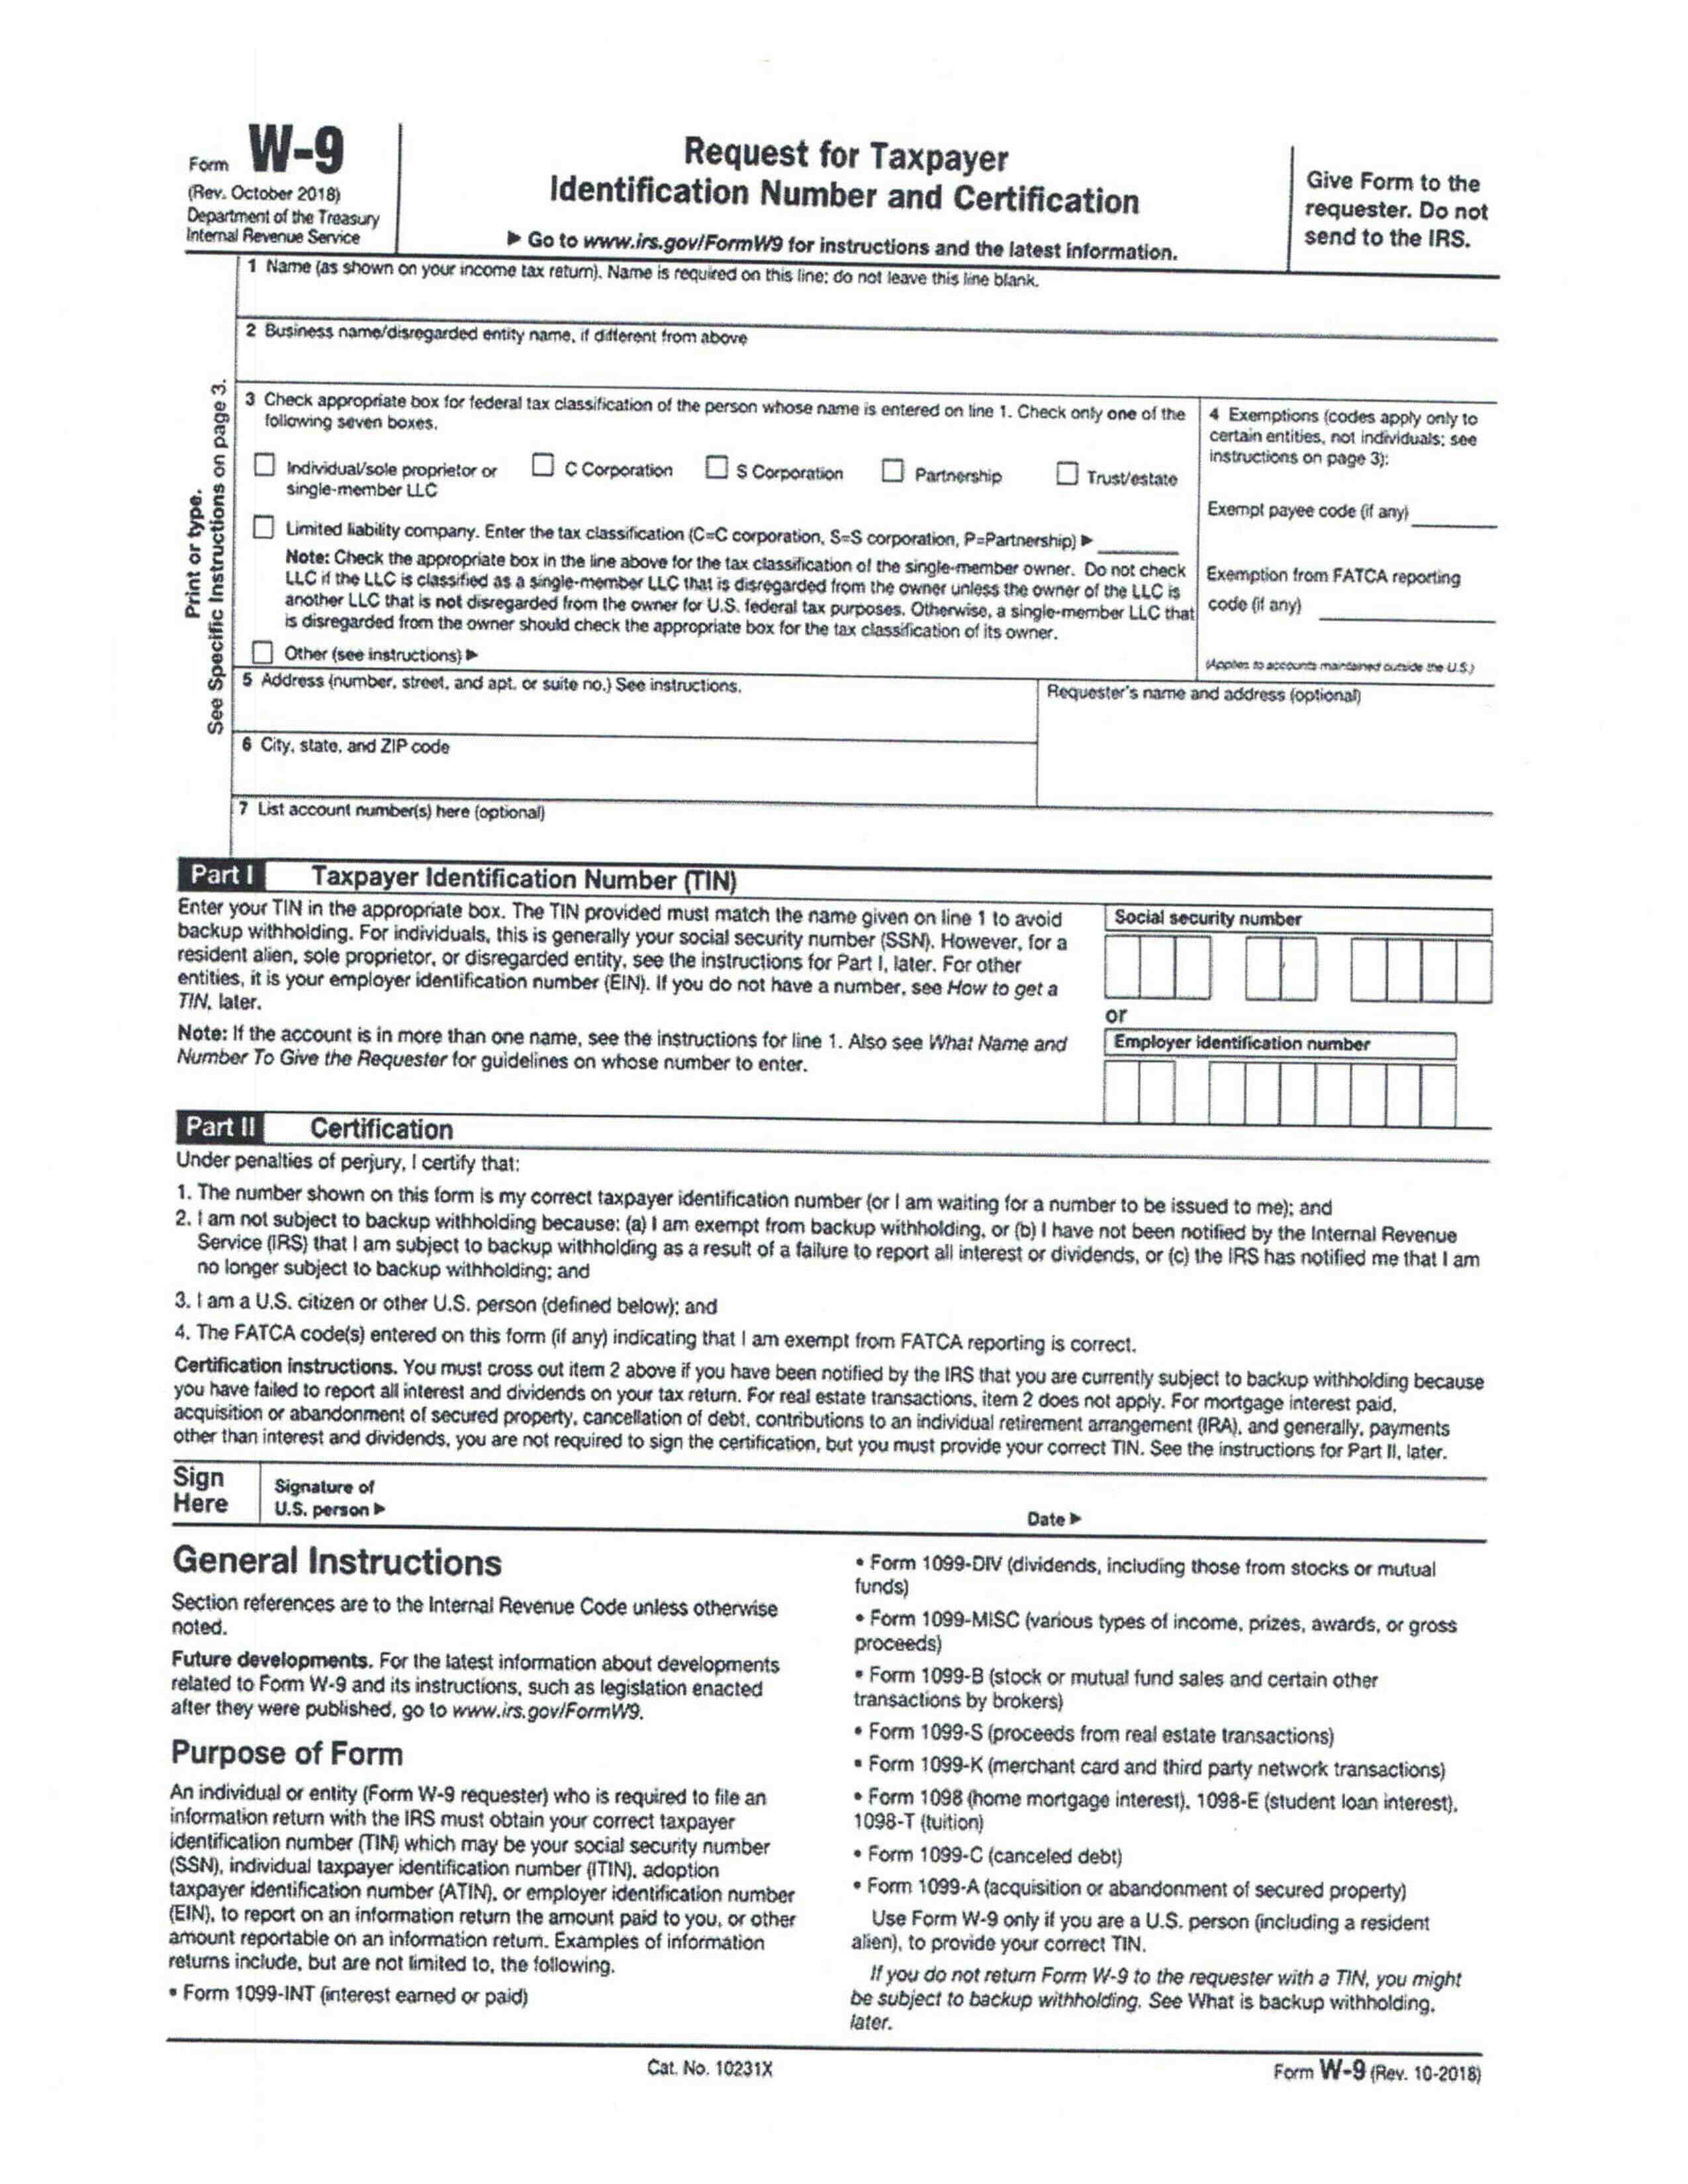 Form W-9
(Rev. October 2018)
Department of the Treasury
Internal Revenue Service
Request for Taxpayer
Identification Number and Certification
▶ Go to www.irs.gov/FormW9 for instructions and the latest information.
Give Form to the
requester. Do not
send to the IRS.
Print or type.
See Specific Instructions on page 3.
1 Name (as shown on your income tax return). Name is required on this line; do not leave this line blank.
2 Business name/disregarded entity name, if different from above
3 Check appropriate box for federal tax classification of the person whose name is entered on line 1. Check only one of the
following seven boxes.
Individual/sole proprietor or
single-member LLC
C Corporation
S Corporation
Partnership
Trust/estate
Limited liability company. Enter the tax classification (C=C corporation, S=S corporation, P=Partnership) ▶
Note: Check the appropriate box in the line above for the tax classification of the single-member owner. Do not check
LLC if the LLC is classified as a single-member LLC that is disregarded from the owner unless the owner of the LLC is
another LLC that is not disregarded from the owner for U.S. federal tax purposes. Otherwise, a single-member LLC that
is disregarded from the owner should check the appropriate box for the tax classification of its owner.
Other (see instructions) ▶
4 Exemptions (codes apply only to
certain entities, not individuals; see
instructions on page 3):
Exempt payee code (if any)
Exemption from FATCA reporting
code (if any)
(Applies to accounts maintained outside the U.S.)
5 Address (number, street, and apt. or suite no.) See instructions.
Requester's name and address (optional)
6 City, state, and ZIP code
7 List account number(s) here (optional)
Part I Taxpayer Identification Number (TIN)
Enter your TIN in the appropriate box. The TIN provided must match the name given on line 1 to avoid
backup withholding. For individuals, this is generally your social security number (SSN). However, for a
resident alien, sole proprietor, or disregarded entity, see the instructions for Part I, later. For other
entities, it is your employer identification number (EIN). If you do not have a number, see How to get a
TIN, later.
Note: If the account is in more than one name, see the instructions for line 1. Also see What Name and
Number To Give the Requester for guidelines on whose number to enter.
Social security number
or
Employer identification number
Part II Certification
Under penalties of perjury, I certify that:
1. The number shown on this form is my correct taxpayer identification number (or I am waiting for a number to be issued to me); and
2. I am not subject to backup withholding because: (a) I am exempt from backup withholding, or (b) I have not been notified by the Internal Revenue
Service (IRS) that I am subject to backup withholding as a result of a failure to report all interest or dividends, or (c) the IRS has notified me that I am
no longer subject to backup withholding; and
3. I am a U.S. citizen or other U.S. person (defined below); and
4. The FATCA code(s) entered on this form (if any) indicating that I am exempt from FATCA reporting is correct.
Certification instructions. You must cross out item 2 above if you have been notified by the IRS that you are currently subject to backup withholding because
you have failed to report all interest and dividends on your tax return. For real estate transactions, item 2 does not apply. For mortgage interest paid,
acquisition or abandonment of secured property, cancellation of debt, contributions to an individual retirement arrangement (IRA), and generally, payments
other than interest and dividends, you are not required to sign the certification, but you must provide your correct TIN. See the instructions for Part II, later.
Sign
Here
Signature of
U.S. person ▶
Date ▶
General Instructions
Section references are to the Internal Revenue Code unless otherwise
noted.
Future developments. For the latest information about developments
related to Form W-9 and its instructions, such as legislation enacted
after they were published, go to www.irs.gov/FormW9.
Purpose of Form
An individual or entity (Form W-9 requester) who is required to file an
information return with the IRS must obtain your correct taxpayer
identification number (TIN) which may be your social security number
(SSN), individual taxpayer identification number (ITIN), adoption
taxpayer identification number (ATIN), or employer identification number
(EIN), to report on an information return the amount paid to you, or other
amount reportable on an information return. Examples of information
returns include, but are not limited to, the following.
• Form 1099-INT (interest earned or paid)
• Form 1099-DIV (dividends, including those from stocks or mutual
funds)
• Form 1099-MISC (various types of income, prizes, awards, or gross
proceeds)
• Form 1099-B (stock or mutual fund sales and certain other
transactions by brokers)
• Form 1099-S (proceeds from real estate transactions)
• Form 1099-K (merchant card and third party network transactions)
• Form 1098 (home mortgage interest), 1098-E (student loan interest),
1098-T (tuition)
• Form 1099-C (canceled debt)
• Form 1099-A (acquisition or abandonment of secured property)
Use Form W-9 only if you are a U.S. person (including a resident
alien), to provide your correct TIN.
If you do not return Form W-9 to the requester with a TIN, you might
be subject to backup withholding. See What is backup withholding,
later.
Cat. No. 10231X
Form W-9 (Rev. 10-2018)